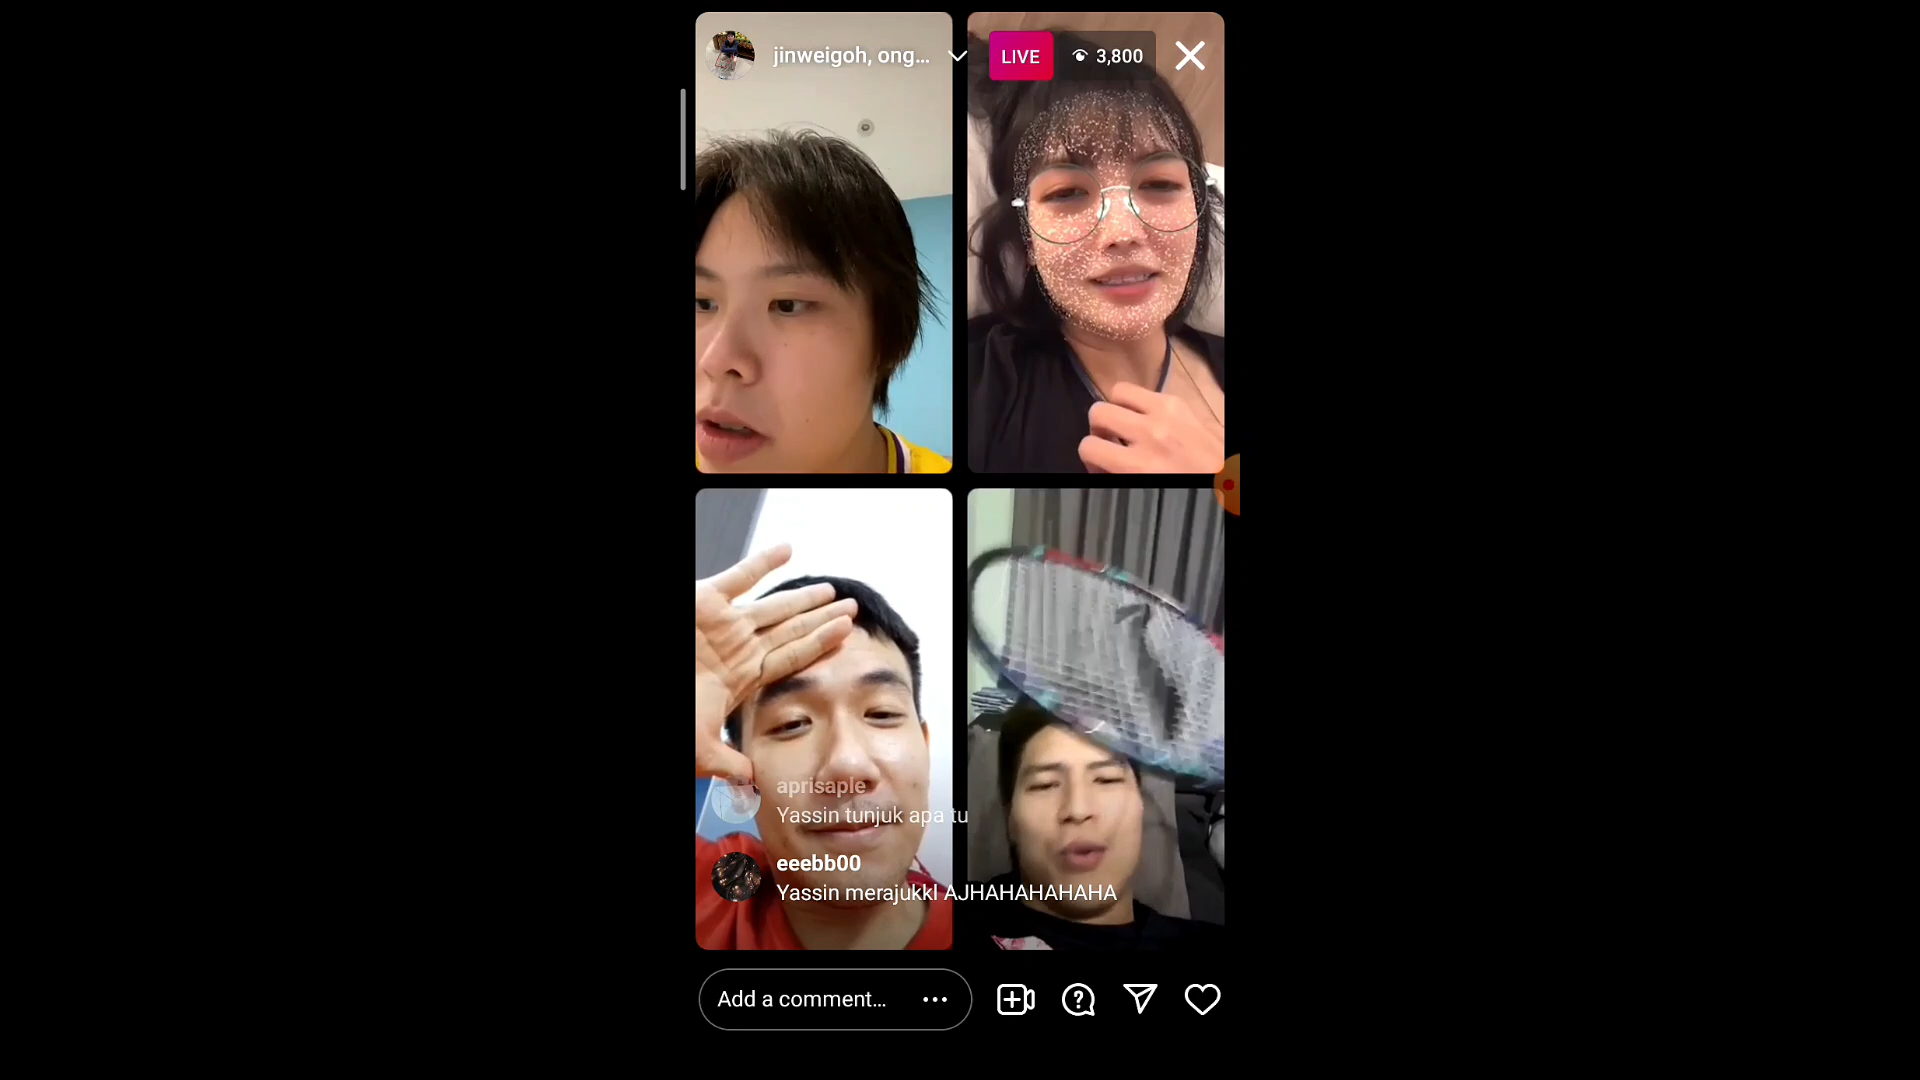 jinweigoh, ong...
LIVE
3,800
aprisaple
Yassin tunjuk apa tu
eeebb00
Yassin merajukkl AJHAHAHAHAHA
Add a comment...